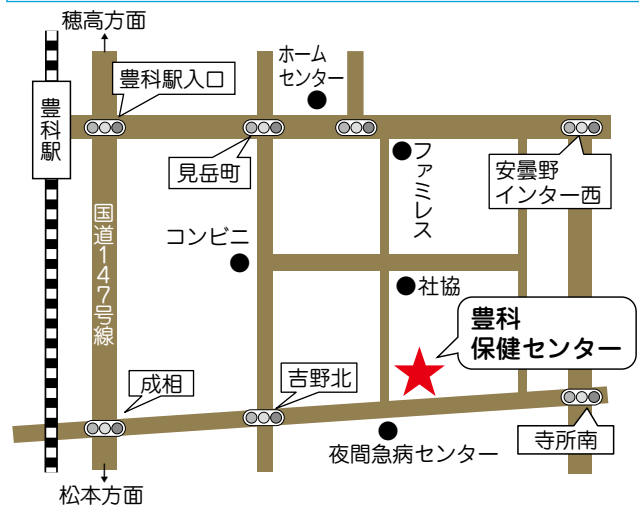 穂高方面
ホーム
センター
豊科駅入口
豊科駅
見岳町
ファミレス
安曇野
インター西
国道147号線
コンビニ
社協
豊科
保健センター
成相
吉野北
寺所南
夜間急病センター
松本方面